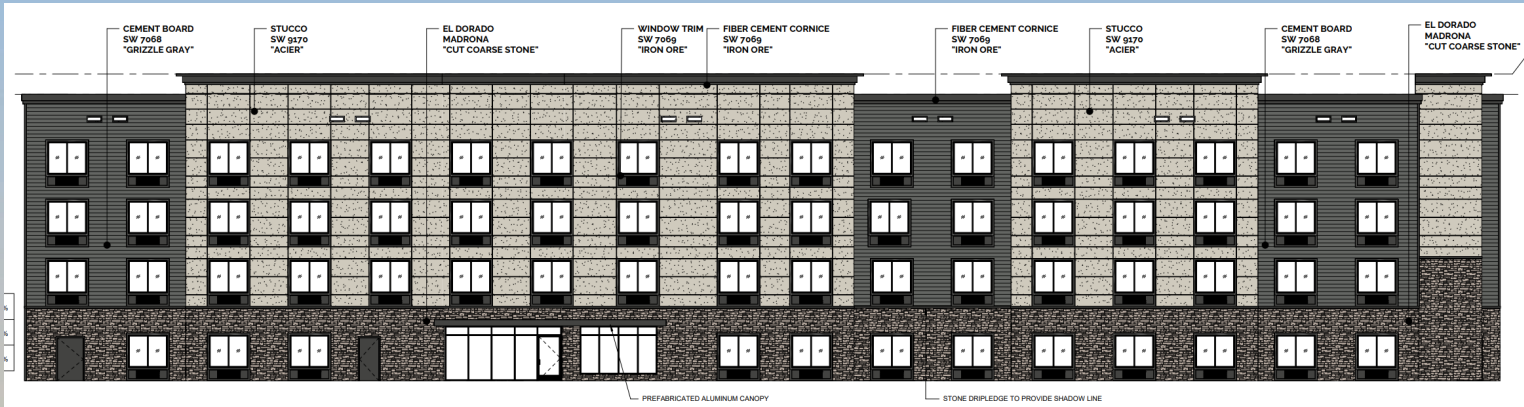 CEMENT BOARD
SW 7068
"GRIZZLE GRAY"
STUCCO
SW 9170
"ACIER"
EL DORADO
MADRONA
"CUT COARSE STONE"
WINDOW TRIM
SW 7069
"IRON ORE"
FIBER CEMENT CORNICE
SW 7069
"IRON ORE"
FIBER CEMENT CORNICE
SW 7069
"IRON ORE"
STUCCO
SW 9170
"ACIER"
CEMENT BOARD
SW 7068
"GRIZZLE GRAY"
EL DORADO
MADRONA
"CUT COARSE STONE"
PREFABRICATED ALUMINUM CANOPY
STONE DRIPLEDGE TO PROVIDE SHADOW LINE